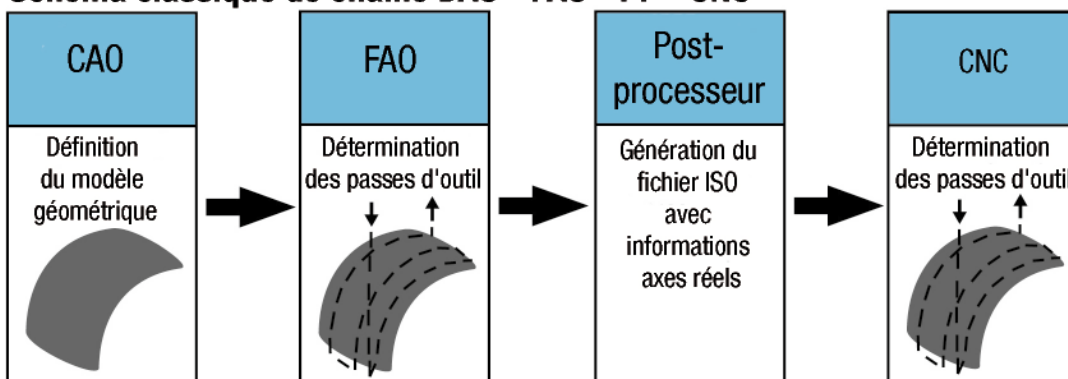 CAO
FAO
Post-
processeur
CNC
Définition
du modèle
géométrique
Détermination
des passes d'outil
Génération du
fichier ISO
avec
informations
axes réels
Détermination
des passes d'outil